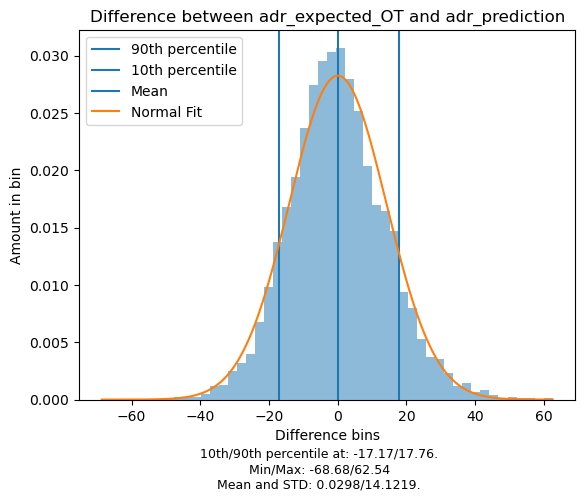 Difference between adr_expected_OT and adr_prediction
90th percentile
10th percentile
Mean
Normal Fit
Amount in bin
0.030
0.025
0.020
0.015
0.010
0.005
0.000
−60 −40 −20 0 20 40 60
Difference bins
10th/90th percentile at: -17.17/17.76.
Min/Max: -68.68/62.54
Mean and STD: 0.0298/14.1219.